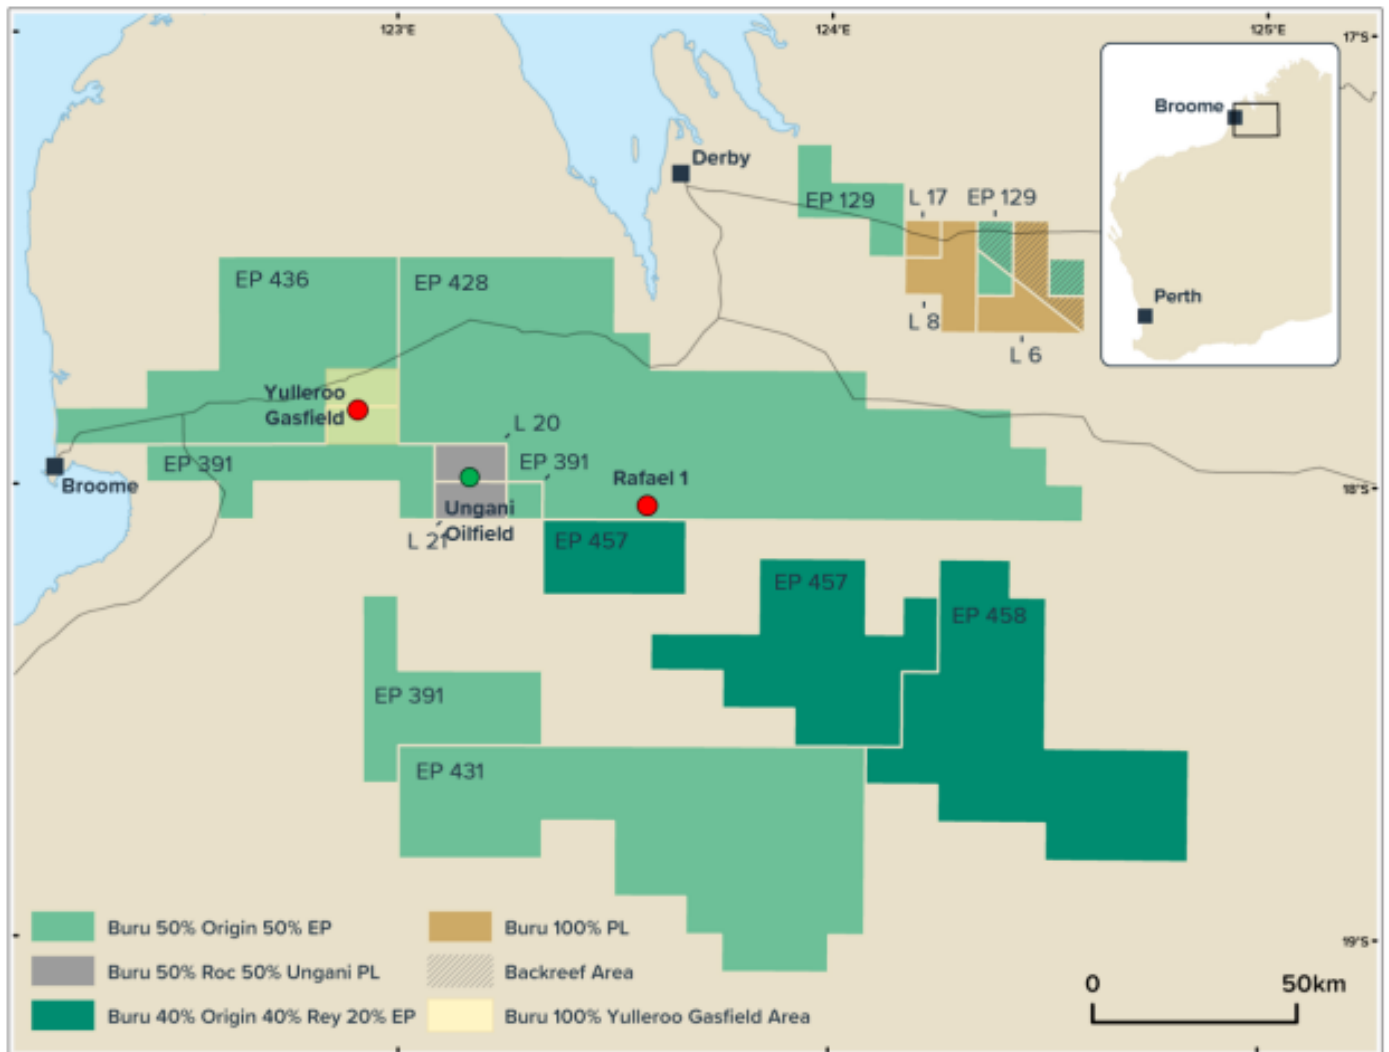 123°E
124°E
125°E
17°S
Broome
Perth
Derby
EP 129
L 17
EP 129
L 8
L 6
EP 436
EP 428
Yulleroo
Gasfield
L 20
EP 391
EP 391
Rafael 1
Broome
Ungani
Oilfield
L 21
18°S
EP 457
EP 457
EP 458
EP 391
EP 431
19°S
Buru 50% Origin 50% EP
Buru 50% Roc 50% Ungani PL
Buru 40% Origin 40% Rey 20% EP
Buru 100% PL
Backreef Area
Buru 100% Yulleroo Gasfield Area
0 50km